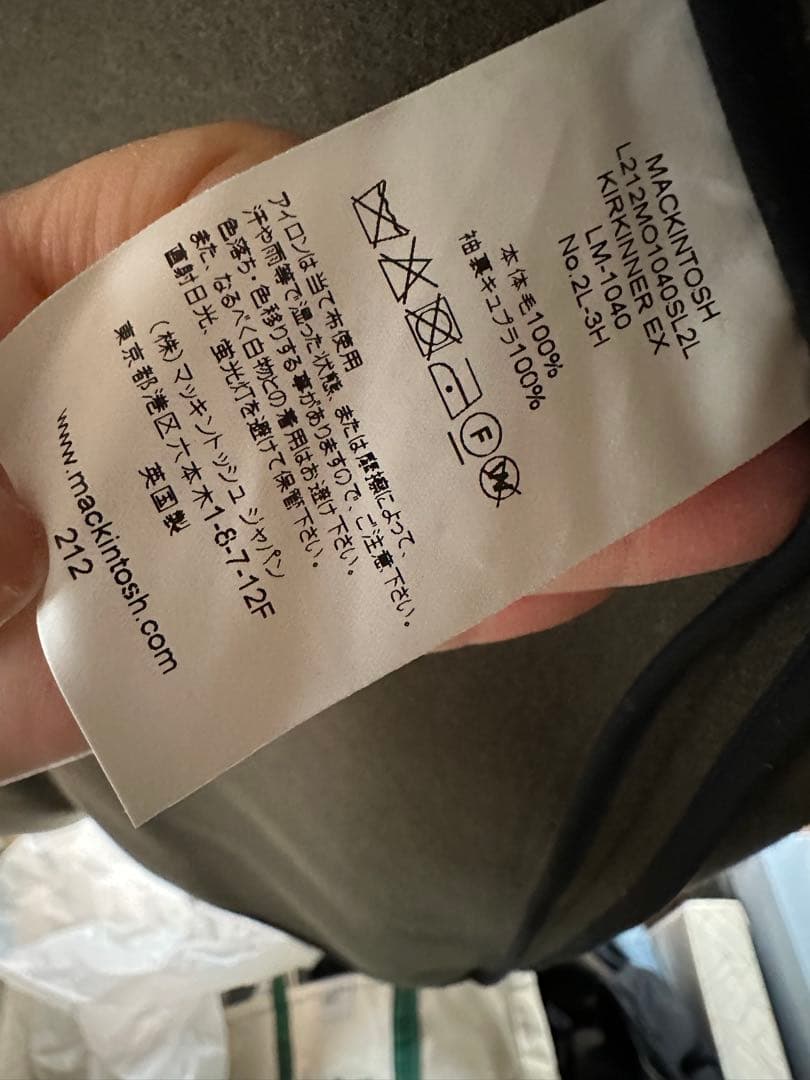 MACKINTOSH
L212MO1040SL2L
KIRKINNER EX
LM-1040
No.2L-3H
本体毛100%
袖裏キュプラ100%
F
W
アイロンは当て布使用
汗や雨等で湿った状態、または摩擦によって、
色落ち・色移りする事がありますので、ご注意下さい。
また、なるべく白物との着用はお避け下さい。
直射日光、蛍光灯を避けて保管下さい。
(株)マッキントッシュ ジャパン
東京都港区六本木1-8-7-12F
英国製
www.mackintosh.com
212